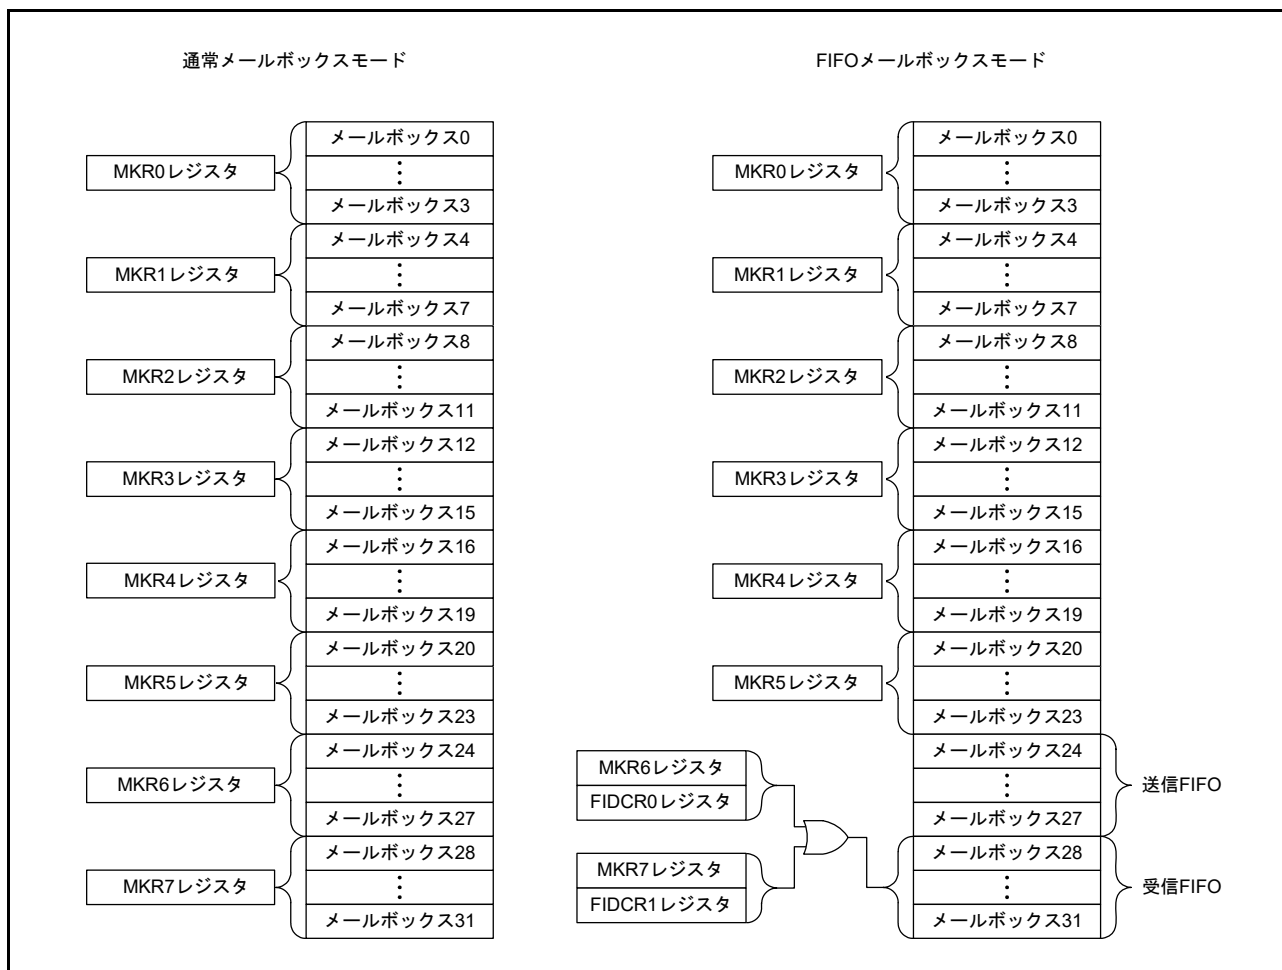 通常メールボックスモード
MKR0レジスタ
メールボックス0
メールボックス3
MKR1レジスタ
メールボックス4
メールボックス7
MKR2レジスタ
メールボックス8
メールボックス11
MKR3レジスタ
メールボックス12
メールボックス15
MKR4レジスタ
メールボックス16
メールボックス19
MKR5レジスタ
メールボックス20
メールボックス23
MKR6レジスタ
メールボックス24
メールボックス27
MKR7レジスタ
メールボックス28
メールボックス31
FIFOメールボックスモード
MKR0レジスタ
メールボックス0
メールボックス3
MKR1レジスタ
メールボックス4
メールボックス7
MKR2レジスタ
メールボックス8
メールボックス11
MKR3レジスタ
メールボックス12
メールボックス15
MKR4レジスタ
メールボックス16
メールボックス19
MKR5レジスタ
メールボックス20
メールボックス23
MKR6レジスタ
FIDCR0レジスタ
メールボックス24
メールボックス27
送信FIFO
MKR7レジスタ
FIDCR1レジスタ
メールボックス28
メールボックス31
受信FIFO